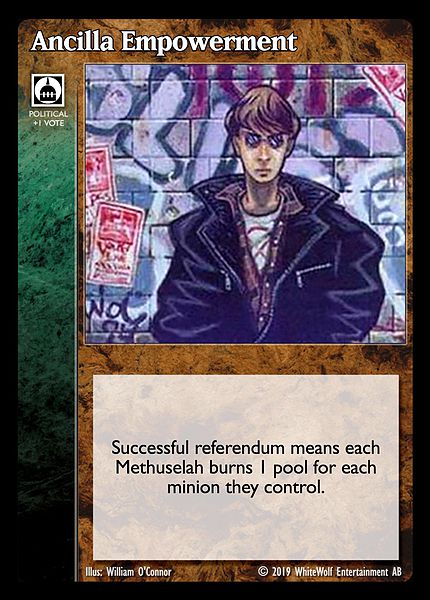 Ancilla Empowerment
POLITICAL
+1 VOTE
Successful referendum means each
Methuselah burns 1 pool for each
minion they control.
Illus: William O'Connor
© 2019 WhiteWolf Entertainment AB